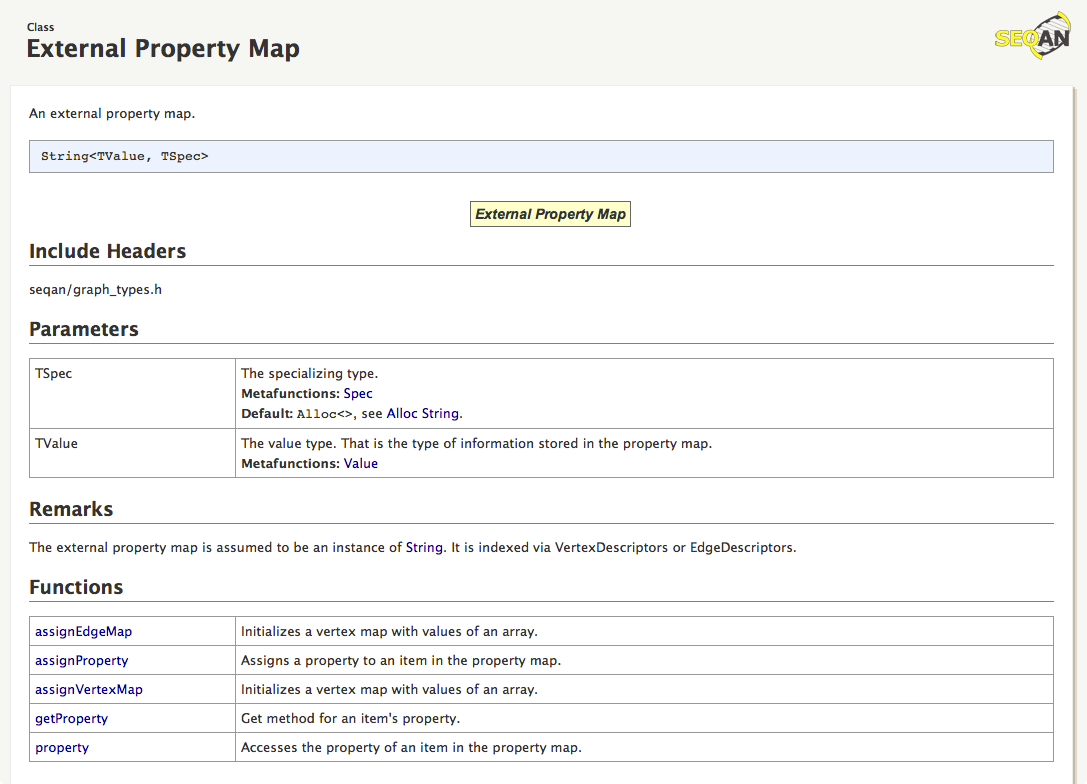 Class
External Property Map
SEQAN
An external property map.
String<TValue, TSpec>
External Property Map
Include Headers
seqan/graph_types.h
Parameters
TSpec
The specializing type.
Metafunctions: Spec
Default: Alloc<>, see Alloc String.
TValue
The value type. That is the type of information stored in the property map.
Metafunctions: Value
Remarks
The external property map is assumed to be an instance of String. It is indexed via VertexDescriptors or EdgeDescriptors.
Functions
assignEdgeMap
Initializes a vertex map with values of an array.
assignProperty
Assigns a property to an item in the property map.
assignVertexMap
Initializes a vertex map with values of an array.
getProperty
Get method for an item's property.
property
Accesses the property of an item in the property map.